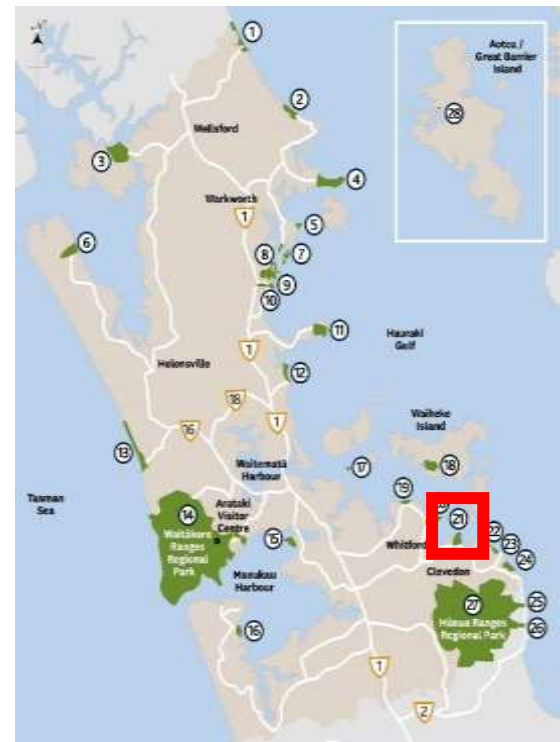 1
Aotea /
Great Barrier
Island
2
28
Wellsford
3
4
Warkworth
1
5
6
8
7
9
10
11
Hauraki
Gulf
1
Helensville
12
18
16
1
Waiheke
Island
13
Waitematā
Harbour
17
18
Tasman
Sea
19
14
Arataki
Visitor
Centre
21
22
15
Whitford
23
Waitākere
Ranges
Regional
Park
24
Clevedon
Manukau
Harbour
27
25
Hūnua Ranges
Regional Park
26
16
1
2